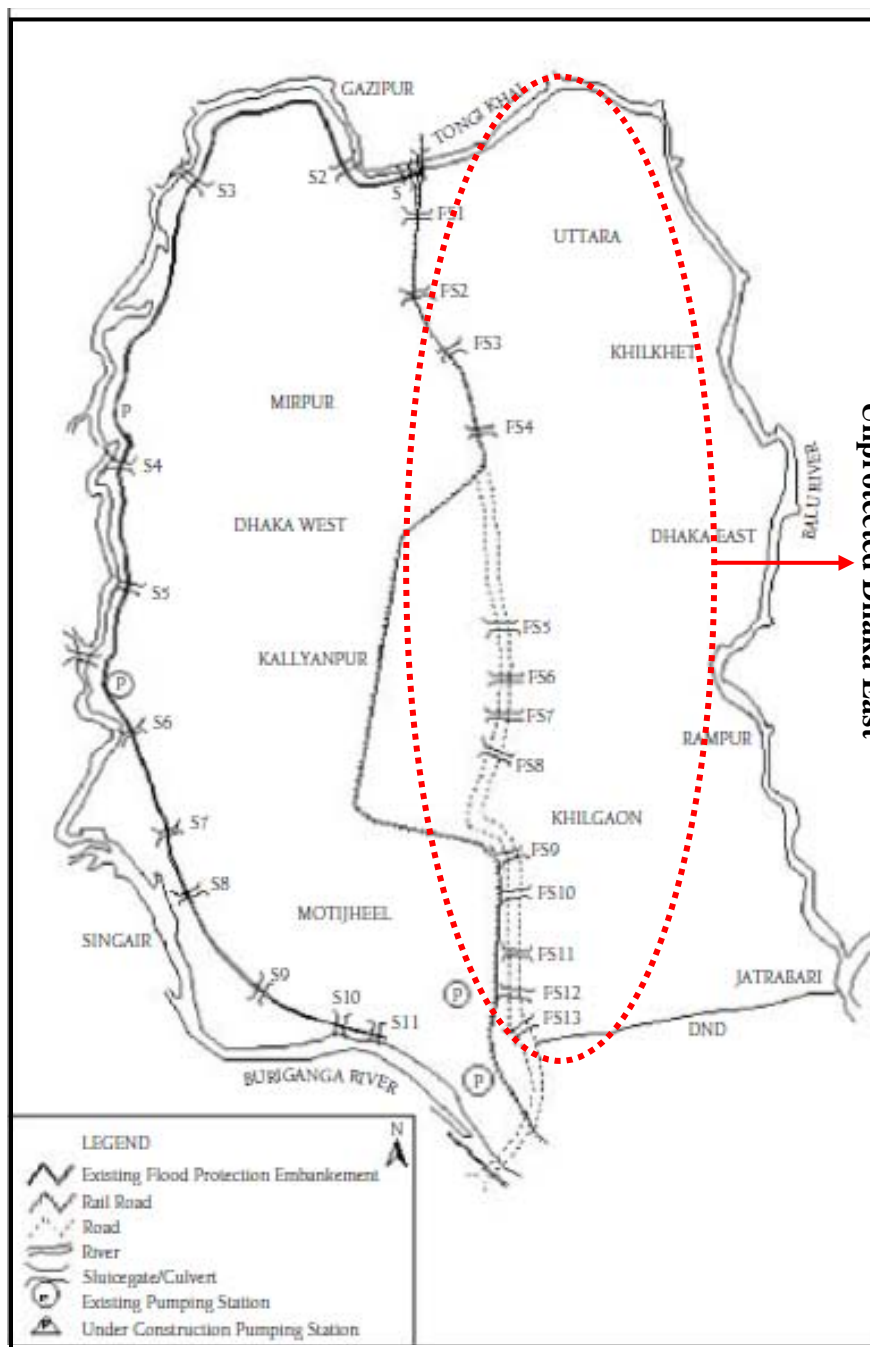 GAZIPUR
TONGI KHAL
S3
S2
S
FS1
UTTARA
FS2
FS3
KHILKHET
MIRPUR
P
FS4
S4
BALU RIVER
DHAKA WEST
DHAKA EAST
Unprotected Dhaka East
S5
FS5
KALLYANPUR
FS6
P
FS7
S6
RAMPUR
FS8
S7
KHILGAON
FS9
S8
FS10
MOTIJHEEL
SINGAIR
FS11
S9
JATRABARI
P
FS12
S10
S11
FS13
DND
BURIGANGA RIVER
P
N
LEGEND
Existing Flood Protection Embankement
Rail Road
Road
River
Sluicegate/Culvert
P
Existing Pumping Station
P
Under Construction Pumping Station